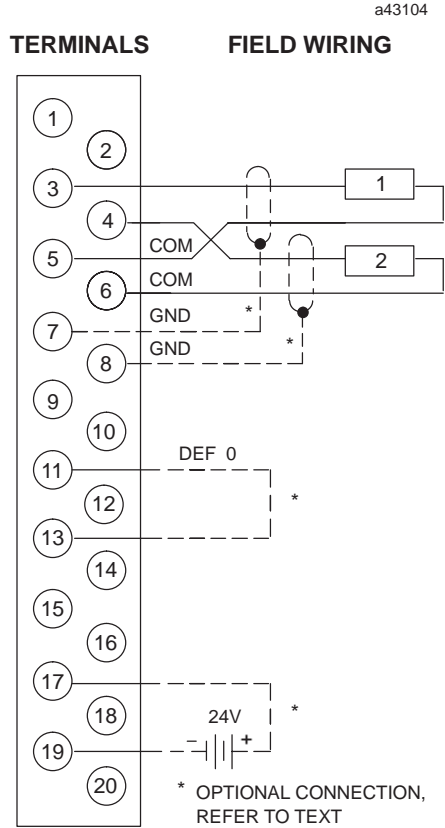 a43104
TERMINALS FIELD WIRING
1
2
3 1
4
5 COM
2
6 COM
7 GND *
8 GND *
9
10
11 DEF 0
12 *
13
14
15
16
17
18 24V *
19 − +
20
* OPTIONAL CONNECTION,
REFER TO TEXT